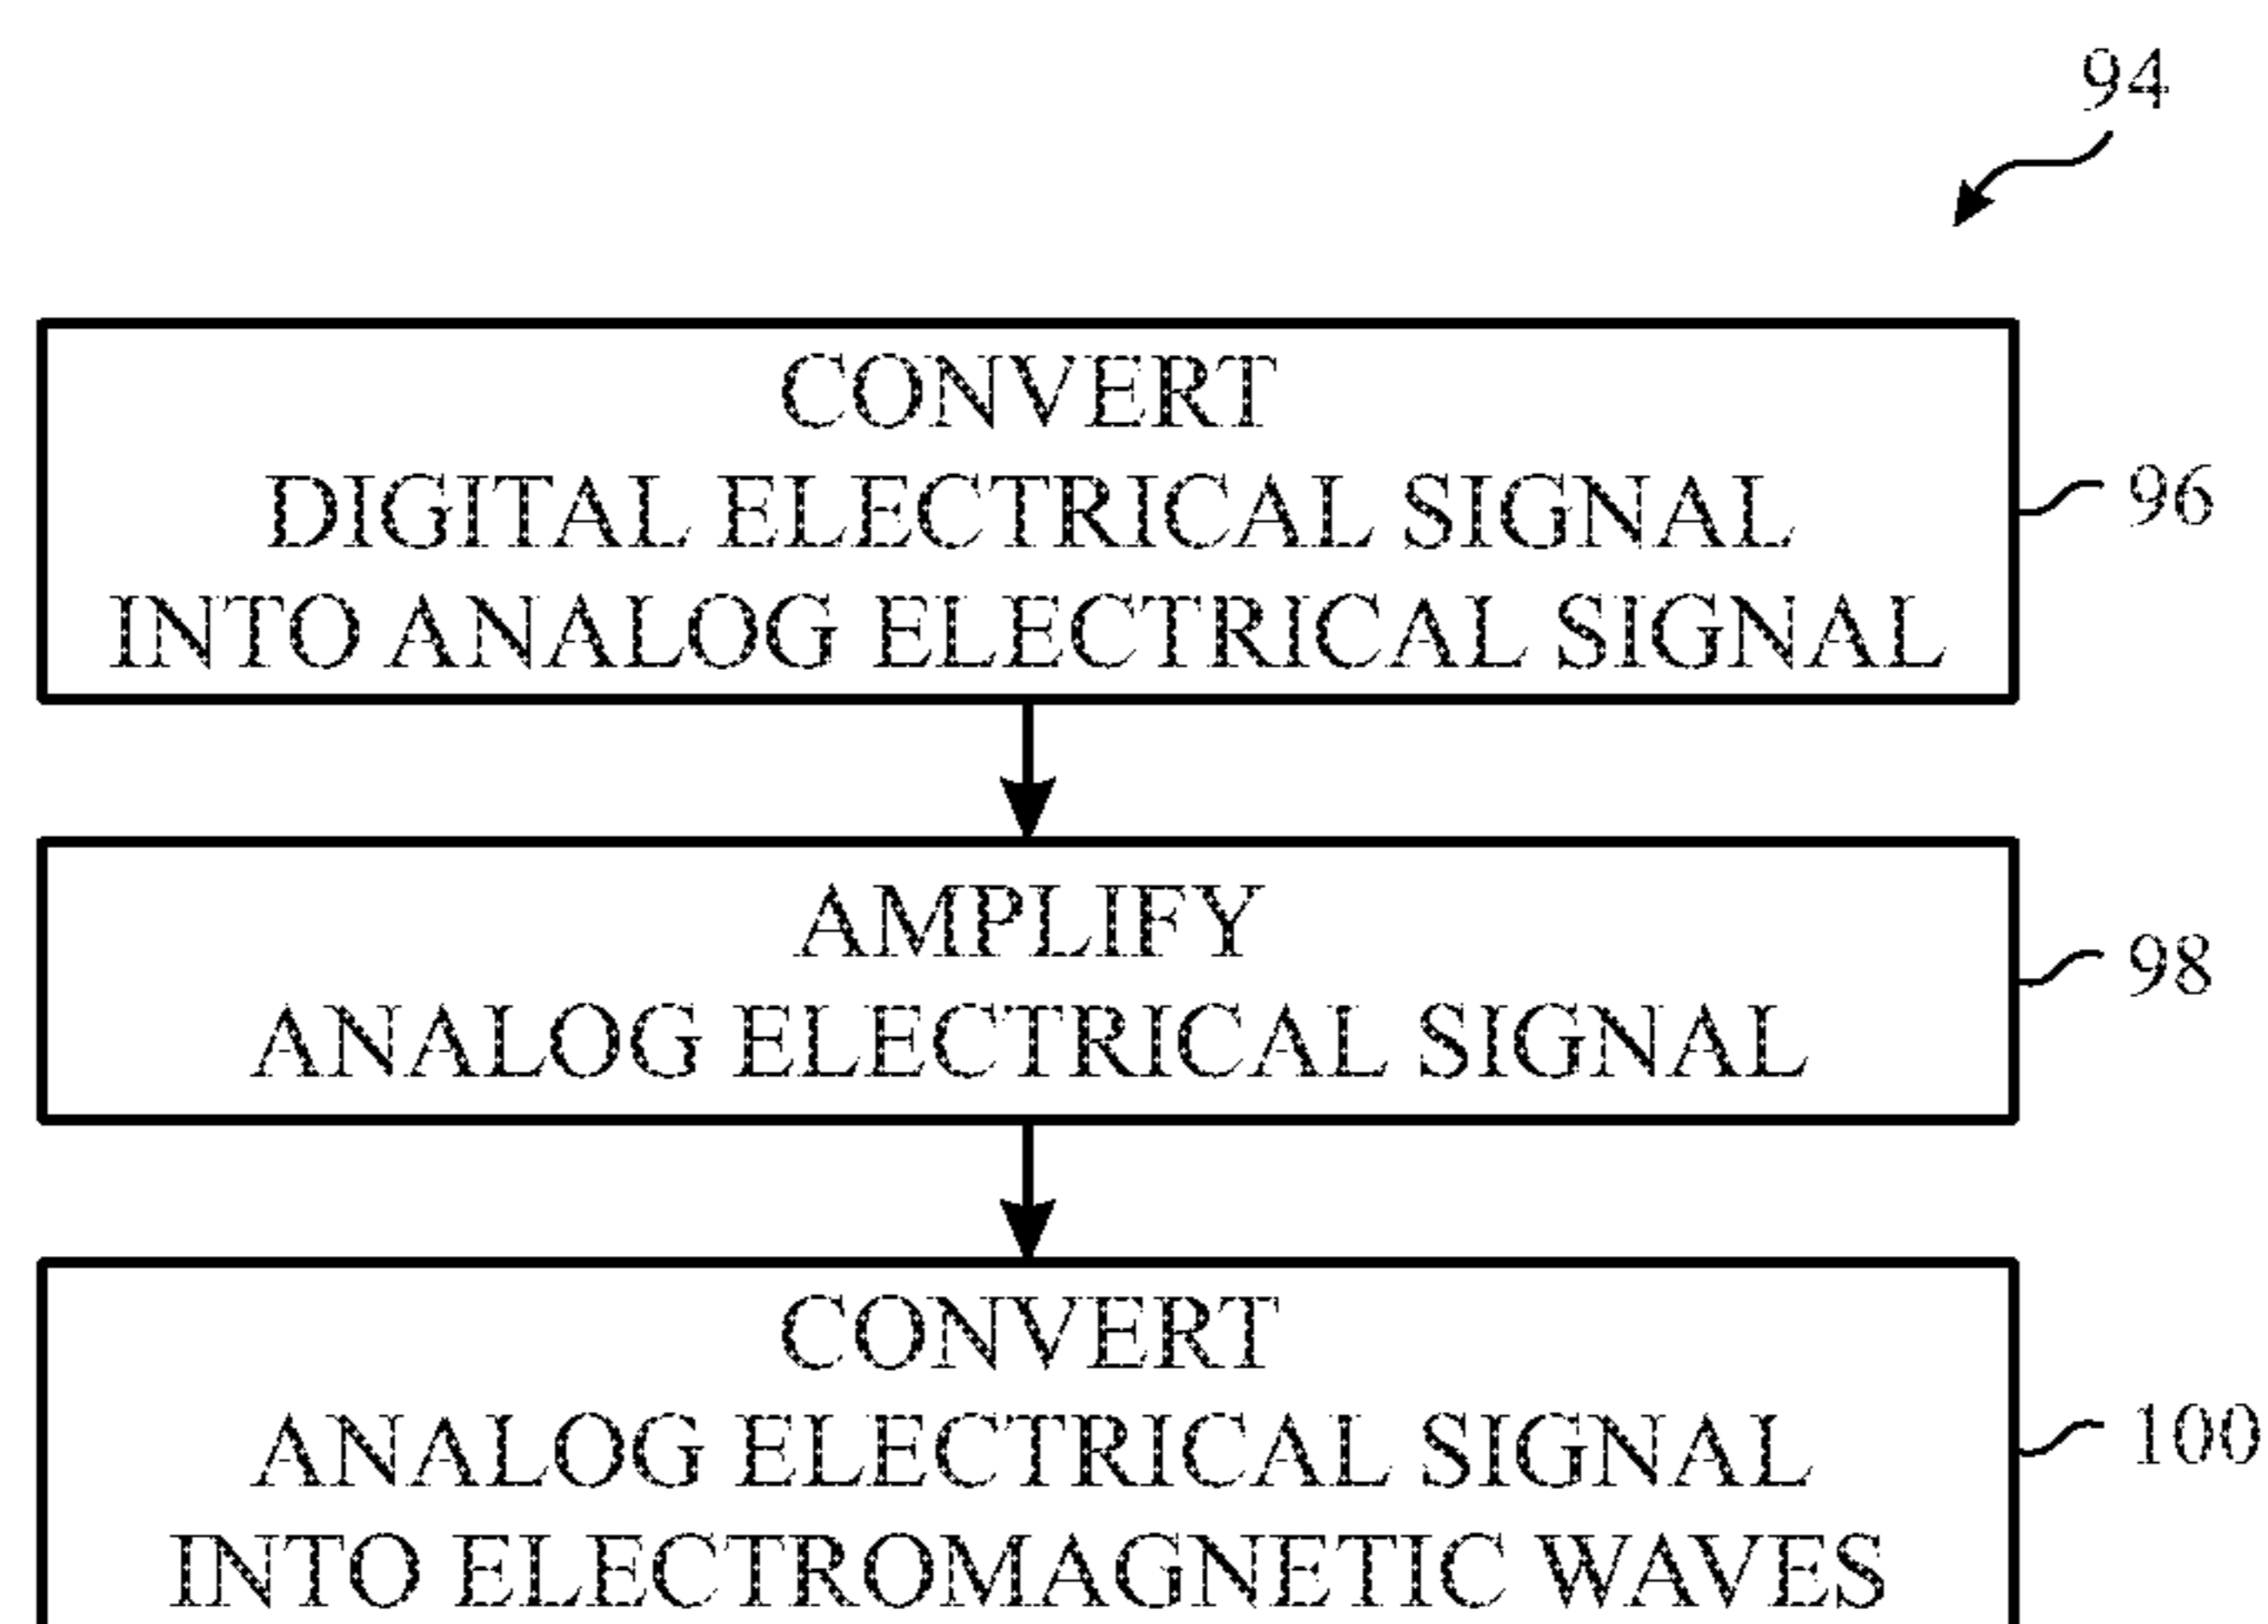 94
CONVERT
DIGITAL ELECTRICAL SIGNAL
INTO ANALOG ELECTRICAL SIGNAL
96
AMPLIFY
ANALOG ELECTRICAL SIGNAL
98
CONVERT
ANALOG ELECTRICAL SIGNAL
INTO ELECTROMAGNETIC WAVES
100